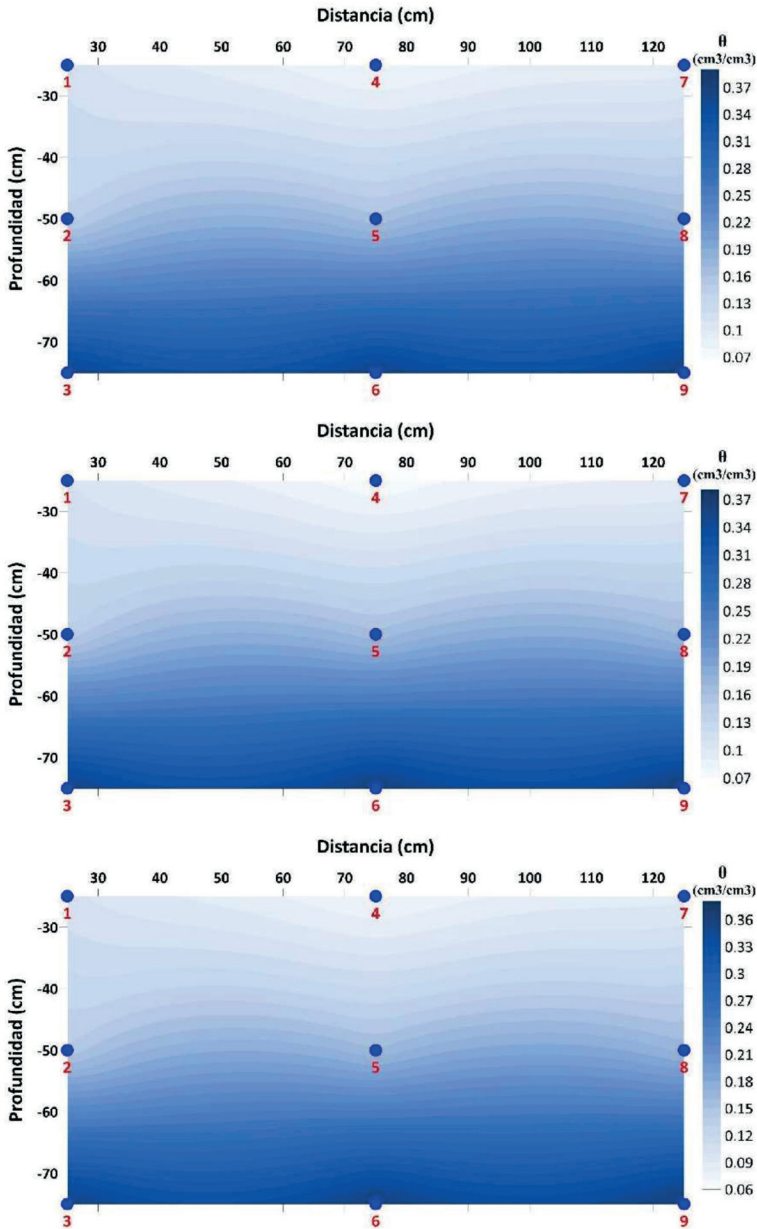 Distancia (cm)
30 40 50 60 70 80 90 100 110 120
θ
(cm3/cm3)
1 4 7
Profundidad (cm)
-30
-40
-50
-60
-70
2 5 8
3 6 9
0.37
0.34
0.31
0.28
0.25
0.22
0.19
0.16
0.13
0.1
0.07
Distancia (cm)
30 40 50 60 70 80 90 100 110 120
θ
(cm3/cm3)
1 4 7
Profundidad (cm)
-30
-40
-50
-60
-70
2 5 8
3 6 9
0.37
0.34
0.31
0.28
0.25
0.22
0.19
0.16
0.13
0.1
0.07
Distancia (cm)
30 40 50 60 70 80 90 100 110 120
θ
(cm3/cm3)
1 4 7
Profundidad (cm)
-30
-40
-50
-60
-70
2 5 8
3 6 9
0.36
0.33
0.3
0.27
0.24
0.21
0.18
0.15
0.12
0.09
0.06